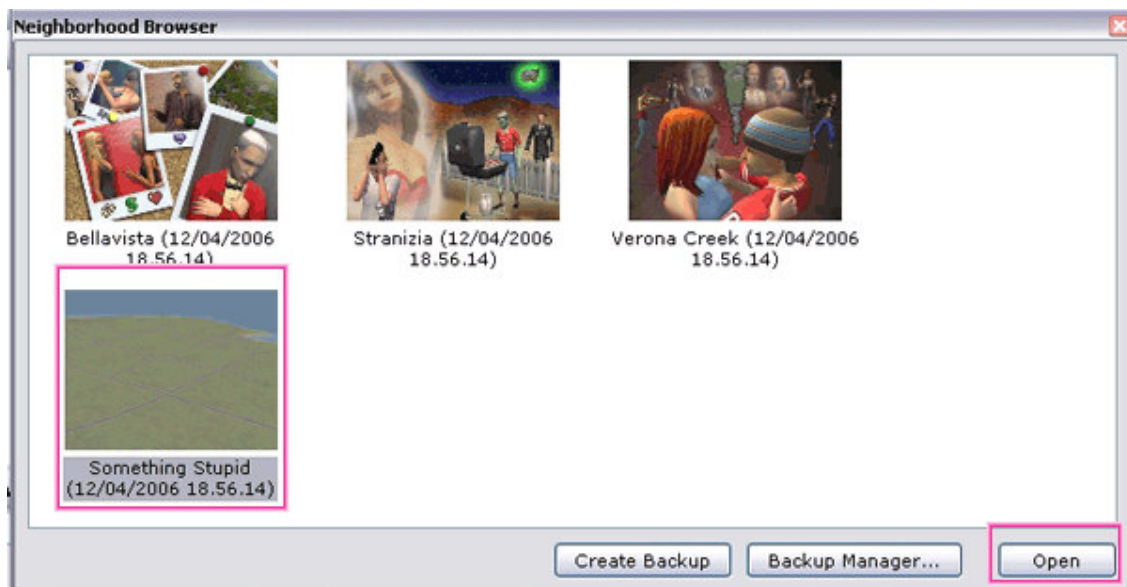 Neighborhood Browser
Bellavista (12/04/2006
18.56.14)
Stranizia (12/04/2006
18.56.14)
Verona Creek (12/04/2006
18.56.14)
Something Stupid
(12/04/2006 18.56.14)
Create Backup
Backup Manager...
Open